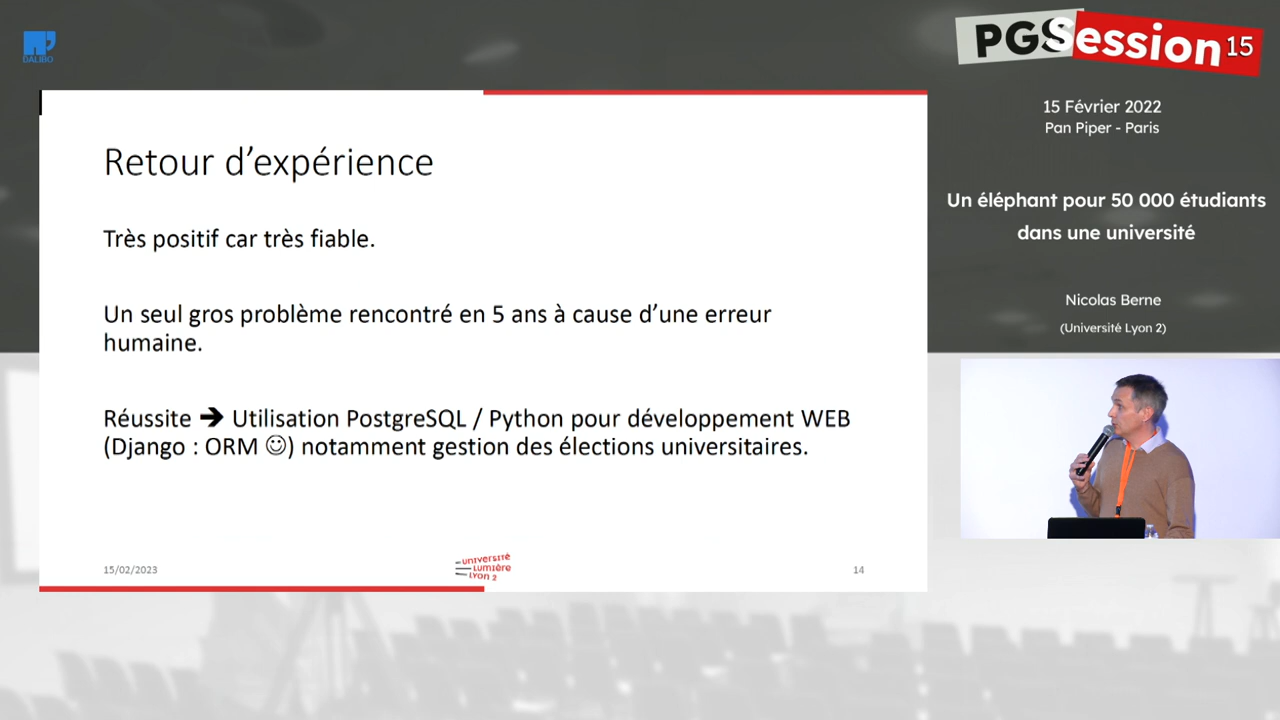 DALIBO
PGSession 15
15 Février 2022
Pan Piper - Paris
Un éléphant pour 50 000 étudiants
dans une université
Nicolas Berne
(Université Lyon 2)
Retour d’expérience
Très positif car très fiable.
Un seul gros problème rencontré en 5 ans à cause d’une erreur
humaine.
Réussite ➔ Utilisation PostgreSQL / Python pour développement WEB
(Django : ORM ☺) notamment gestion des élections universitaires.
15/02/2023
UNIVERSITÉ
LUMIÈRE
LYON 2
14